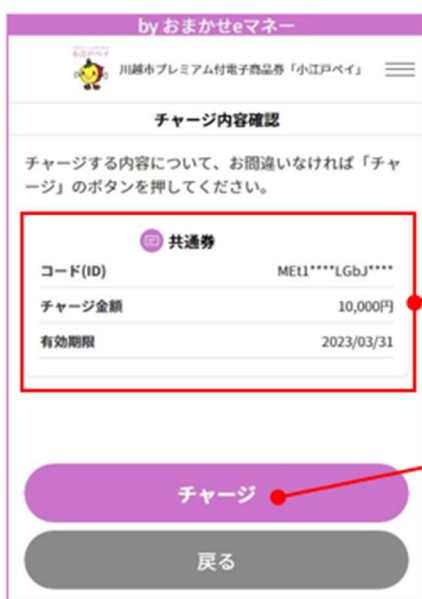 by おまかせeマネー
小江戸ペイ
川越市プレミアム付電子商品券「小江戸ペイ」
チャージ内容確認
チャージする内容について、お間違いなければ「チャ
ージ」のボタンを押してください。
共通券
コード(ID) MEt1****LGbJ****
チャージ金額 10,000円
有効期限 2023/03/31
チャージ
戻る